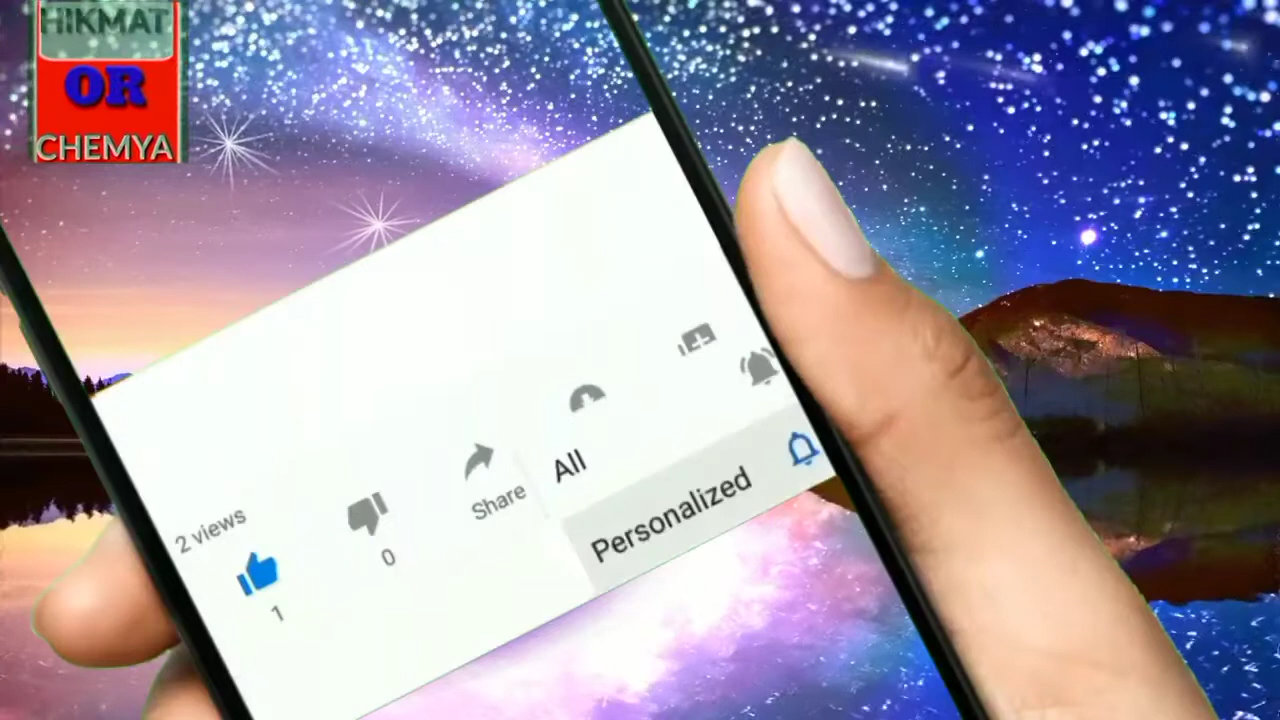 HIKMAT
OR
CHEMYA
2 views
1
0
Share
All
Personalized